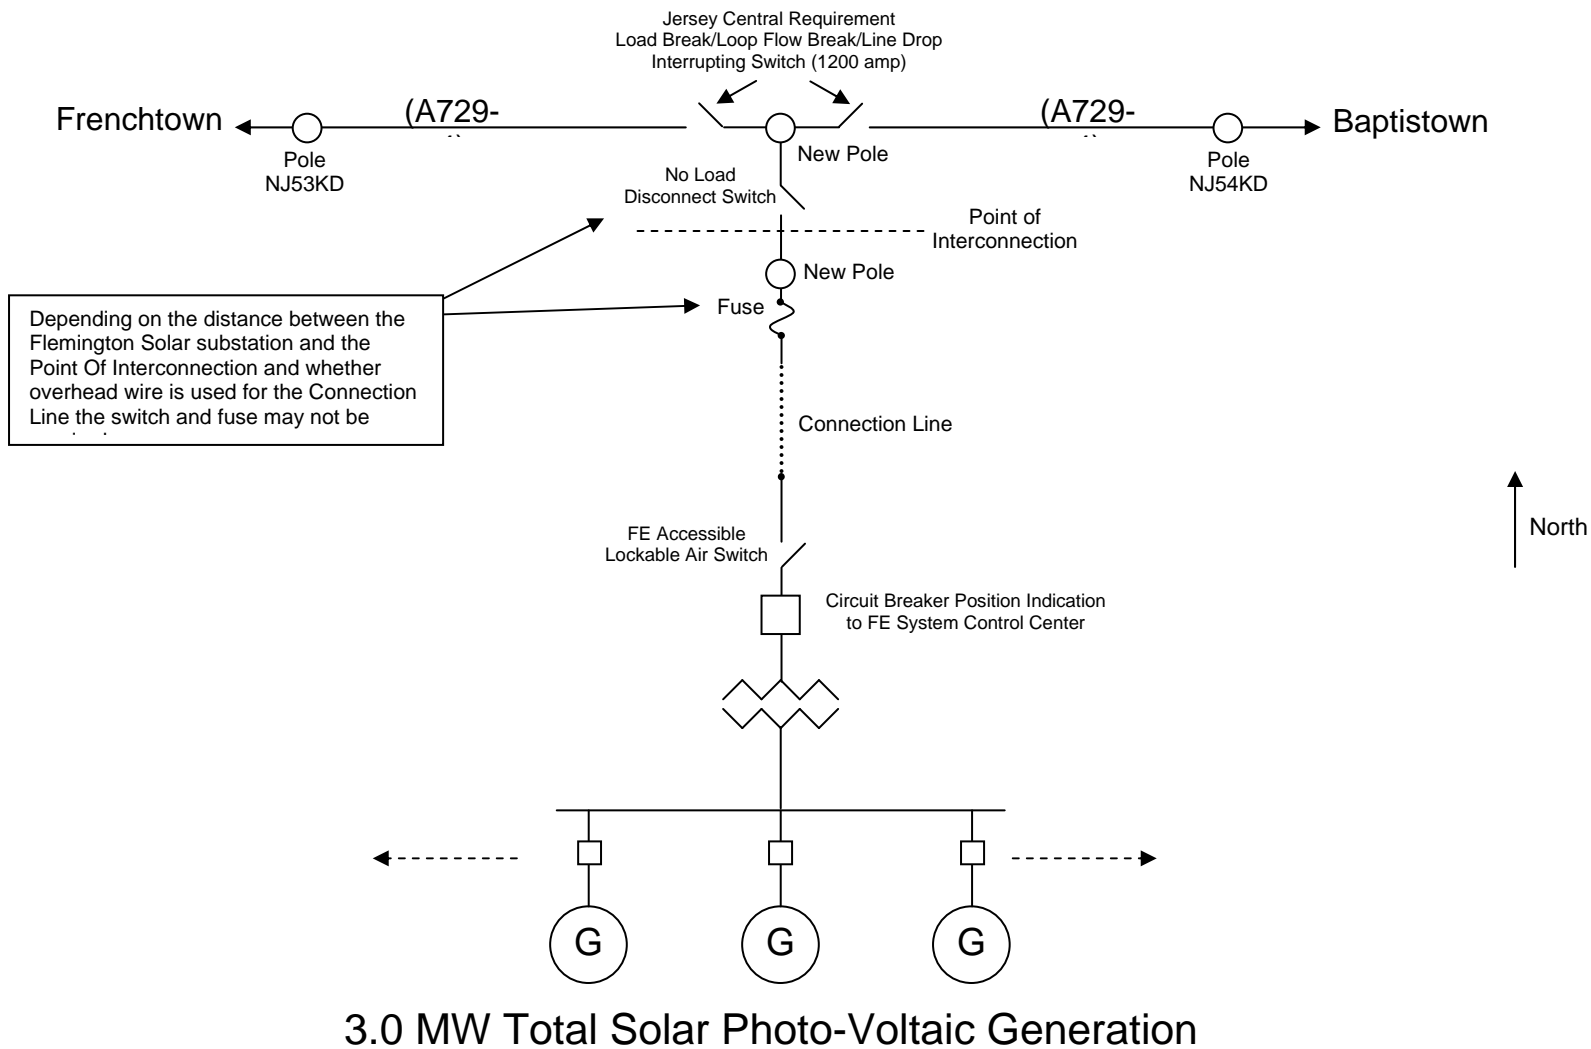 Jersey Central Requirement
Load Break/Loop Flow Break/Line Drop
Interrupting Switch (1200 amp)
Frenchtown
(A729-
(A729-
Baptistown
Pole
NJ53KD
New Pole
Pole
NJ54KD
No Load
Disconnect Switch
Point of
Interconnection
New Pole
Fuse
Depending on the distance between the
Flemington Solar substation and the
Point Of Interconnection and whether
overhead wire is used for the Connection
Line the switch and fuse may not be
Connection Line
North
FE Accessible
Lockable Air Switch
Circuit Breaker Position Indication
to FE System Control Center
G
G
G
3.0 MW Total Solar Photo-Voltaic Generation